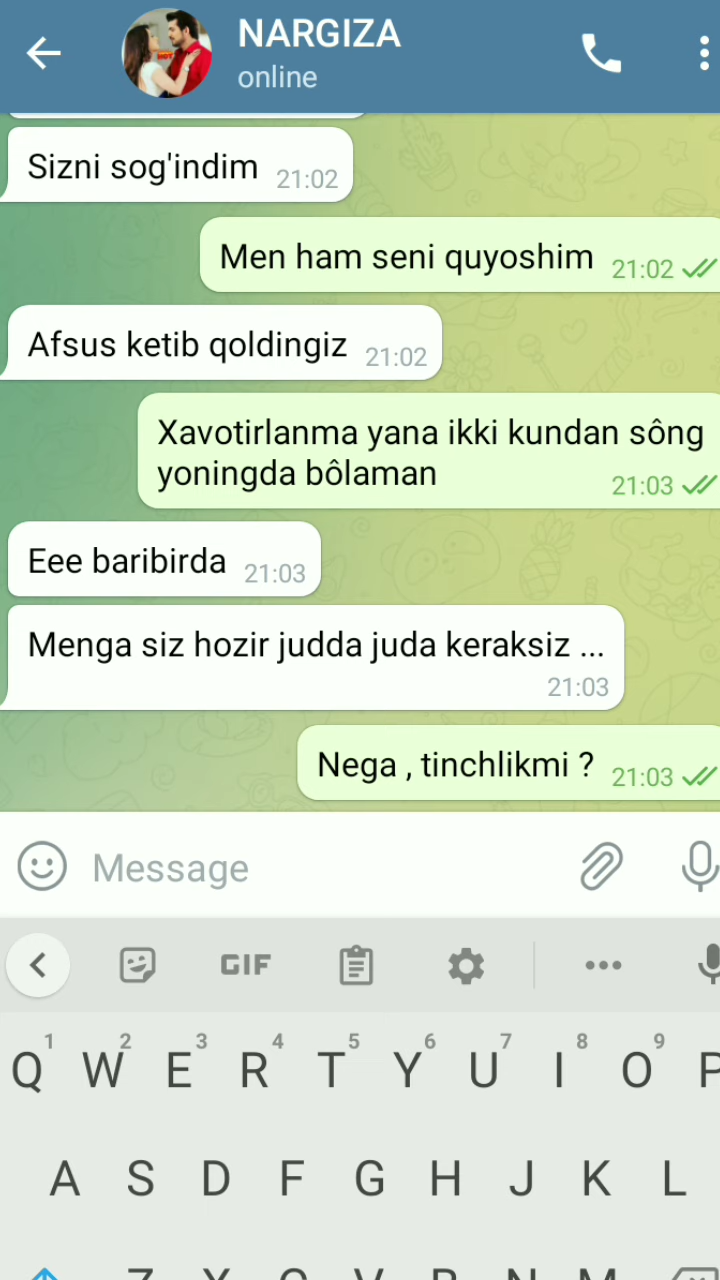 NARGIZA
online
Sizni sog'indim 21:02
Men ham seni quyoshim 21:02
Afsus ketib qoldingiz 21:02
Xavotirlanma yana ikki kundan sông
yoningda bôlaman 21:03
Eee baribirda 21:03
Menga siz hozir judda juda keraksiz ...
21:03
Nega , tinchlikmi ? 21:03
Message
GIF
1 2 3 4 5 6 7 8 9
Q W E R T Y U I O P
A S D F G H J K L
Z X C V B N M